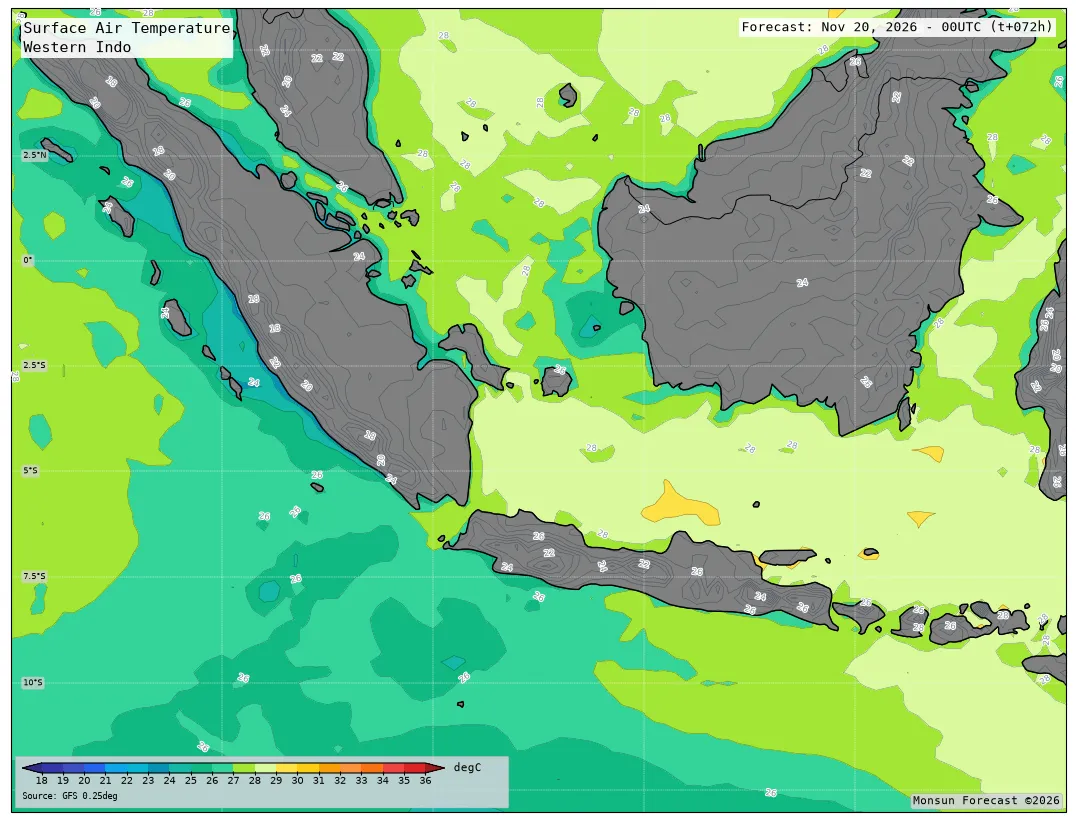 Surface Air Temperature
Western Indo
Forecast: Nov 20, 2026 - 00UTC (t+072h)
2.5°N
0°
2.5°S
5°S
7.5°S
10°S
18 19 20 21 22 23 24 25 26 27 28 29 30 31 32 33 34 35 36
degC
Source: GFS 0.25deg
Monsun Forecast ©2026